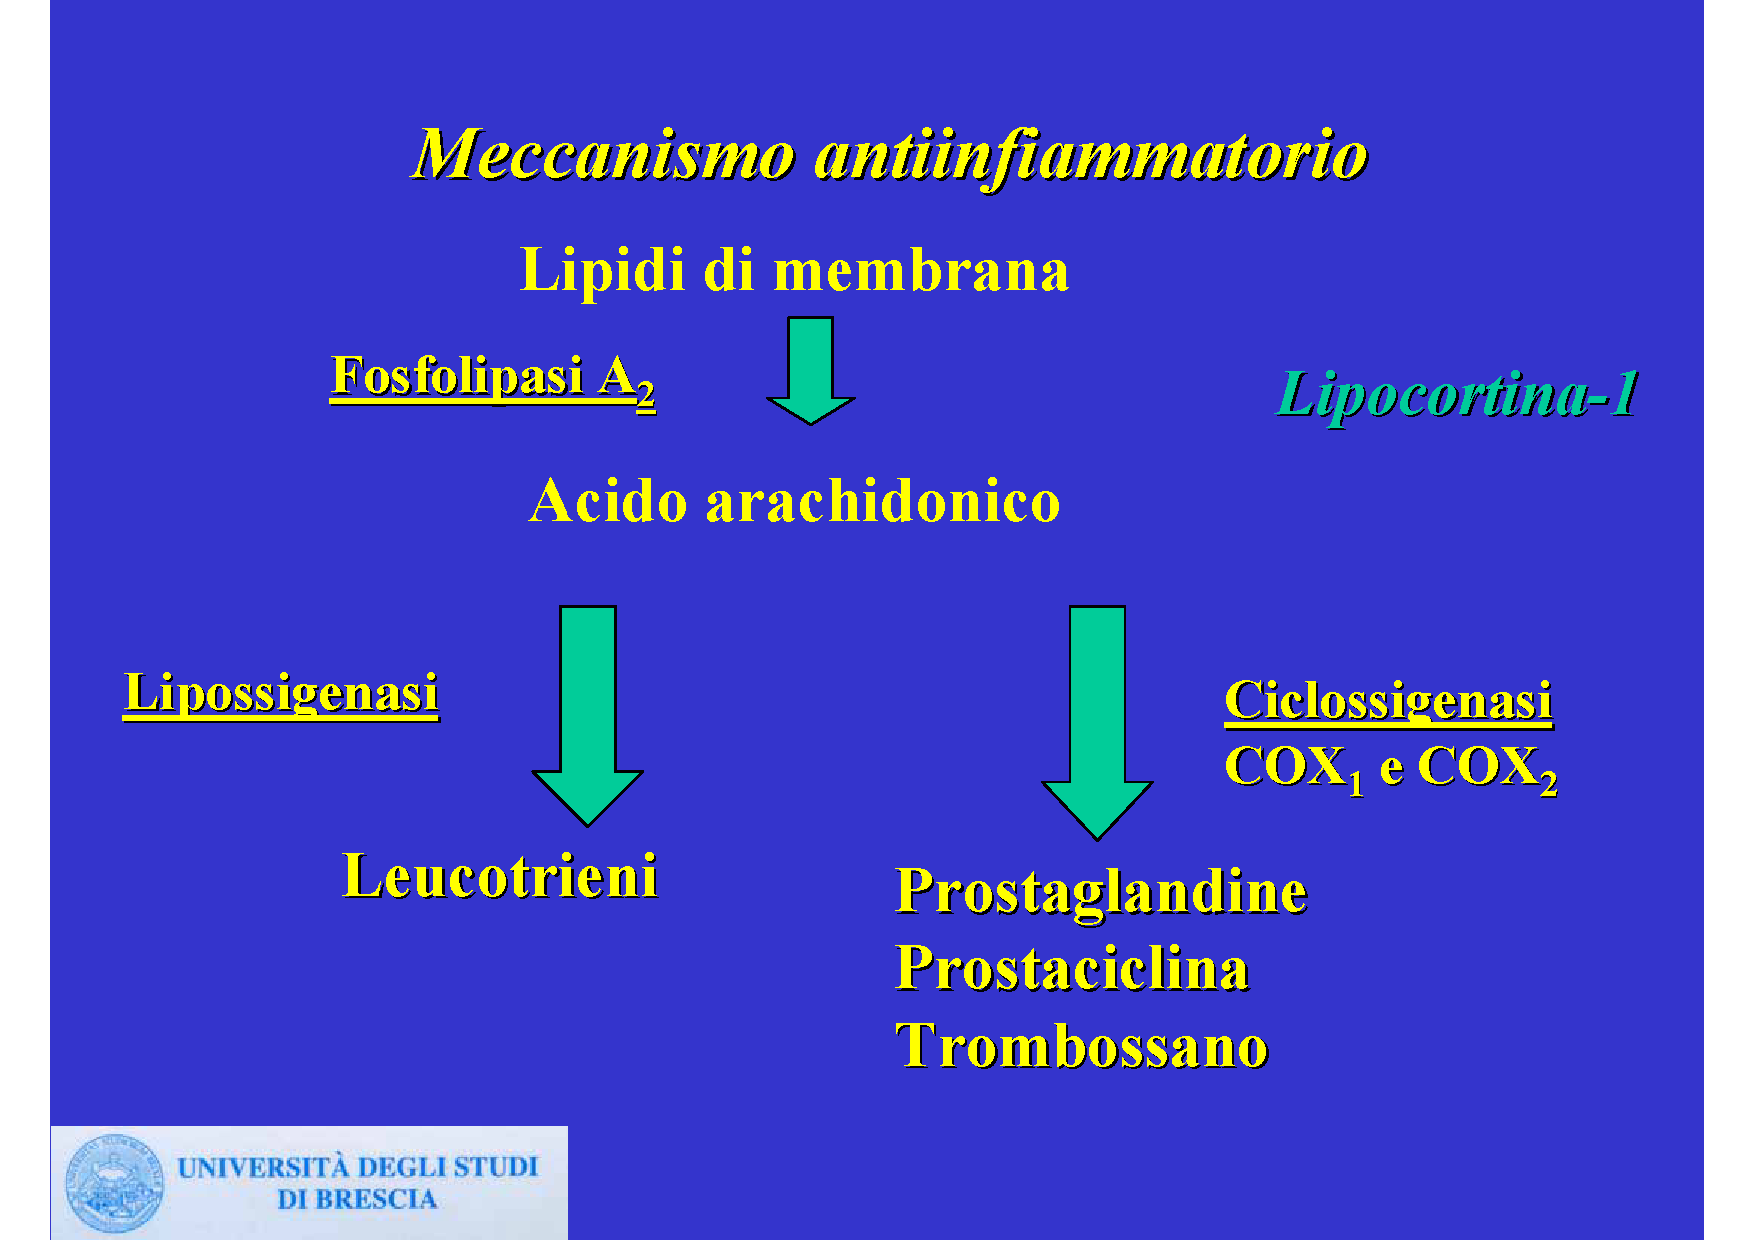 Meccanismo antiinfiammatorio
Lipidi di membrana
Fosfolipasi A₂
Lipocortina-1
Acido arachidonico
Lipossigenasi
Ciclossigenasi
COX₁ e COX₂
Leucotrieni
Prostaglandine
Prostaciclina
Trombossano
UNIVERSITÀ DEGLI STUDI
DI BRESCIA